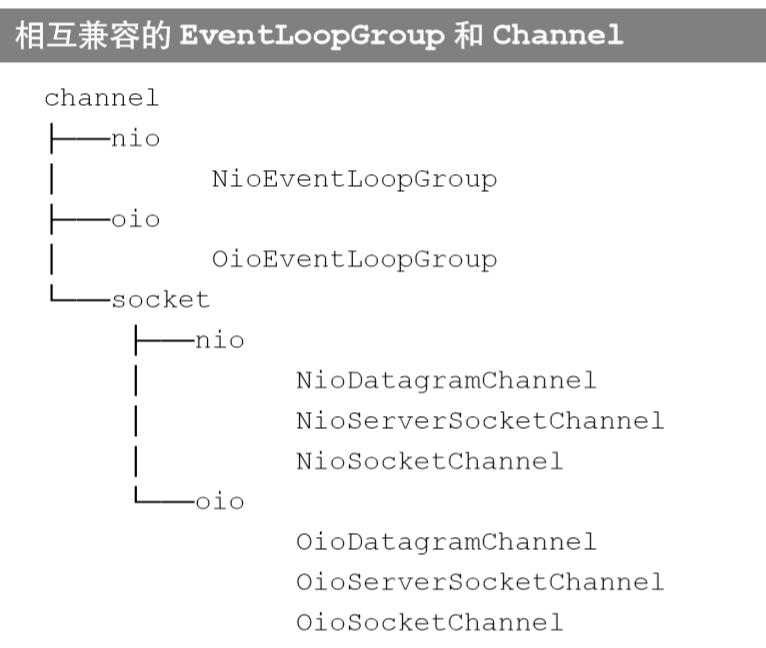 相互兼容的 EventLoopGroup 和 Channel
channel
├───nio
│         NioEventLoopGroup
├───oio
│         OioEventLoopGroup
└───socket
    ├───nio
    │         NioDatagramChannel
    │         NioServerSocketChannel
    │         NioSocketChannel
    └───oio
              OioDatagramChannel
              OioServerSocketChannel
              OioSocketChannel